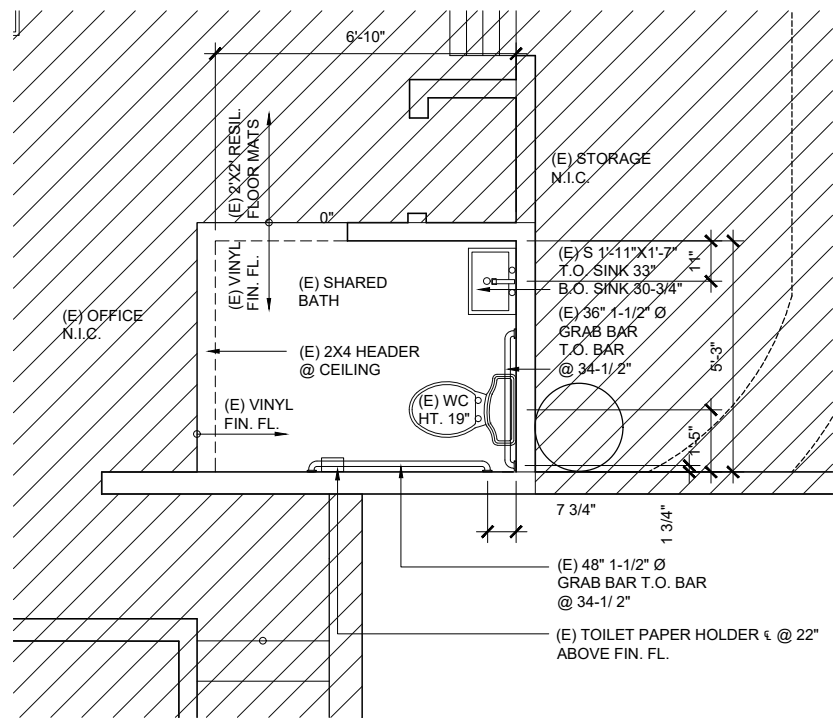 6'-10"
(E) 2'X2' RESIL.
FLOOR MATS
(E) STORAGE
N.I.C.
0"
(E) VINYL
FIN. FL.
(E) SHARED
BATH
(E) S 1'-11"X1'-7"
T.O. SINK 33"
B.O. SINK 30-3/4"
11"
(E) OFFICE
N.I.C.
(E) 36" 1-1/2" Ø
GRAB BAR
T.O. BAR
@ 34-1/ 2"
5'-3"
(E) 2X4 HEADER
@ CEILING
(E) WC
HT. 19"
(E) VINYL
FIN. FL.
1'-5"
7 3/4"
1 3/4"
(E) 48" 1-1/2" Ø
GRAB BAR T.O. BAR
@ 34-1/ 2"
(E) TOILET PAPER HOLDER ℄ @ 22"
ABOVE FIN. FL.